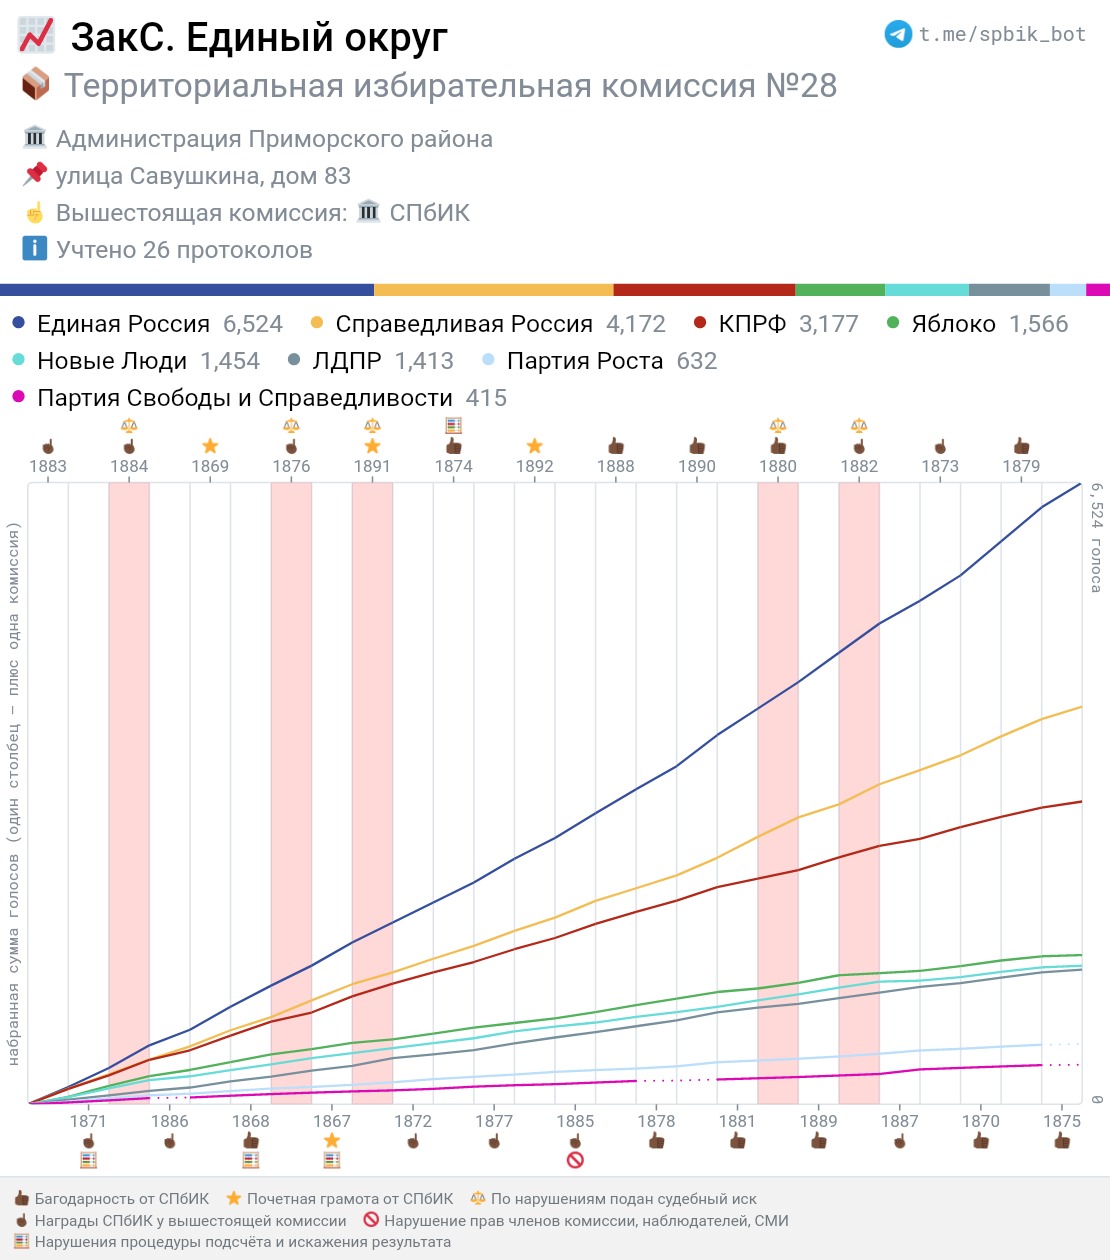 ЗакС. Единый округ
t.me/spbik_bot
Территориальная избирательная комиссия №28
Администрация Приморского района
улица Савушкина, дом 83
Вышестоящая комиссия: СПбИК
Учтено 26 протоколов
Единая Россия 6,524 Справедливая Россия 4,172 КПРФ 3,177 Яблоко 1,566
Новые Люди 1,454 ЛДПР 1,413 Партия Роста 632
Партия Свободы и Справедливости 415
1883 1884 1869 1876 1891 1874 1892 1888 1890 1880 1882 1873 1879
6,524 голоса
набранная сумма голосов (один столбец – плюс одна комиссия)
0
1871 1886 1868 1867 1872 1877 1885 1878 1881 1889 1887 1870 1875
Багодарность от СПбИК Почетная грамота от СПбИК По нарушениям подан судебный иск
Награды СПбИК у вышестоящей комиссии Нарушение прав членов комиссии, наблюдателей, СМИ
Нарушения процедуры подсчёта и искажения результата